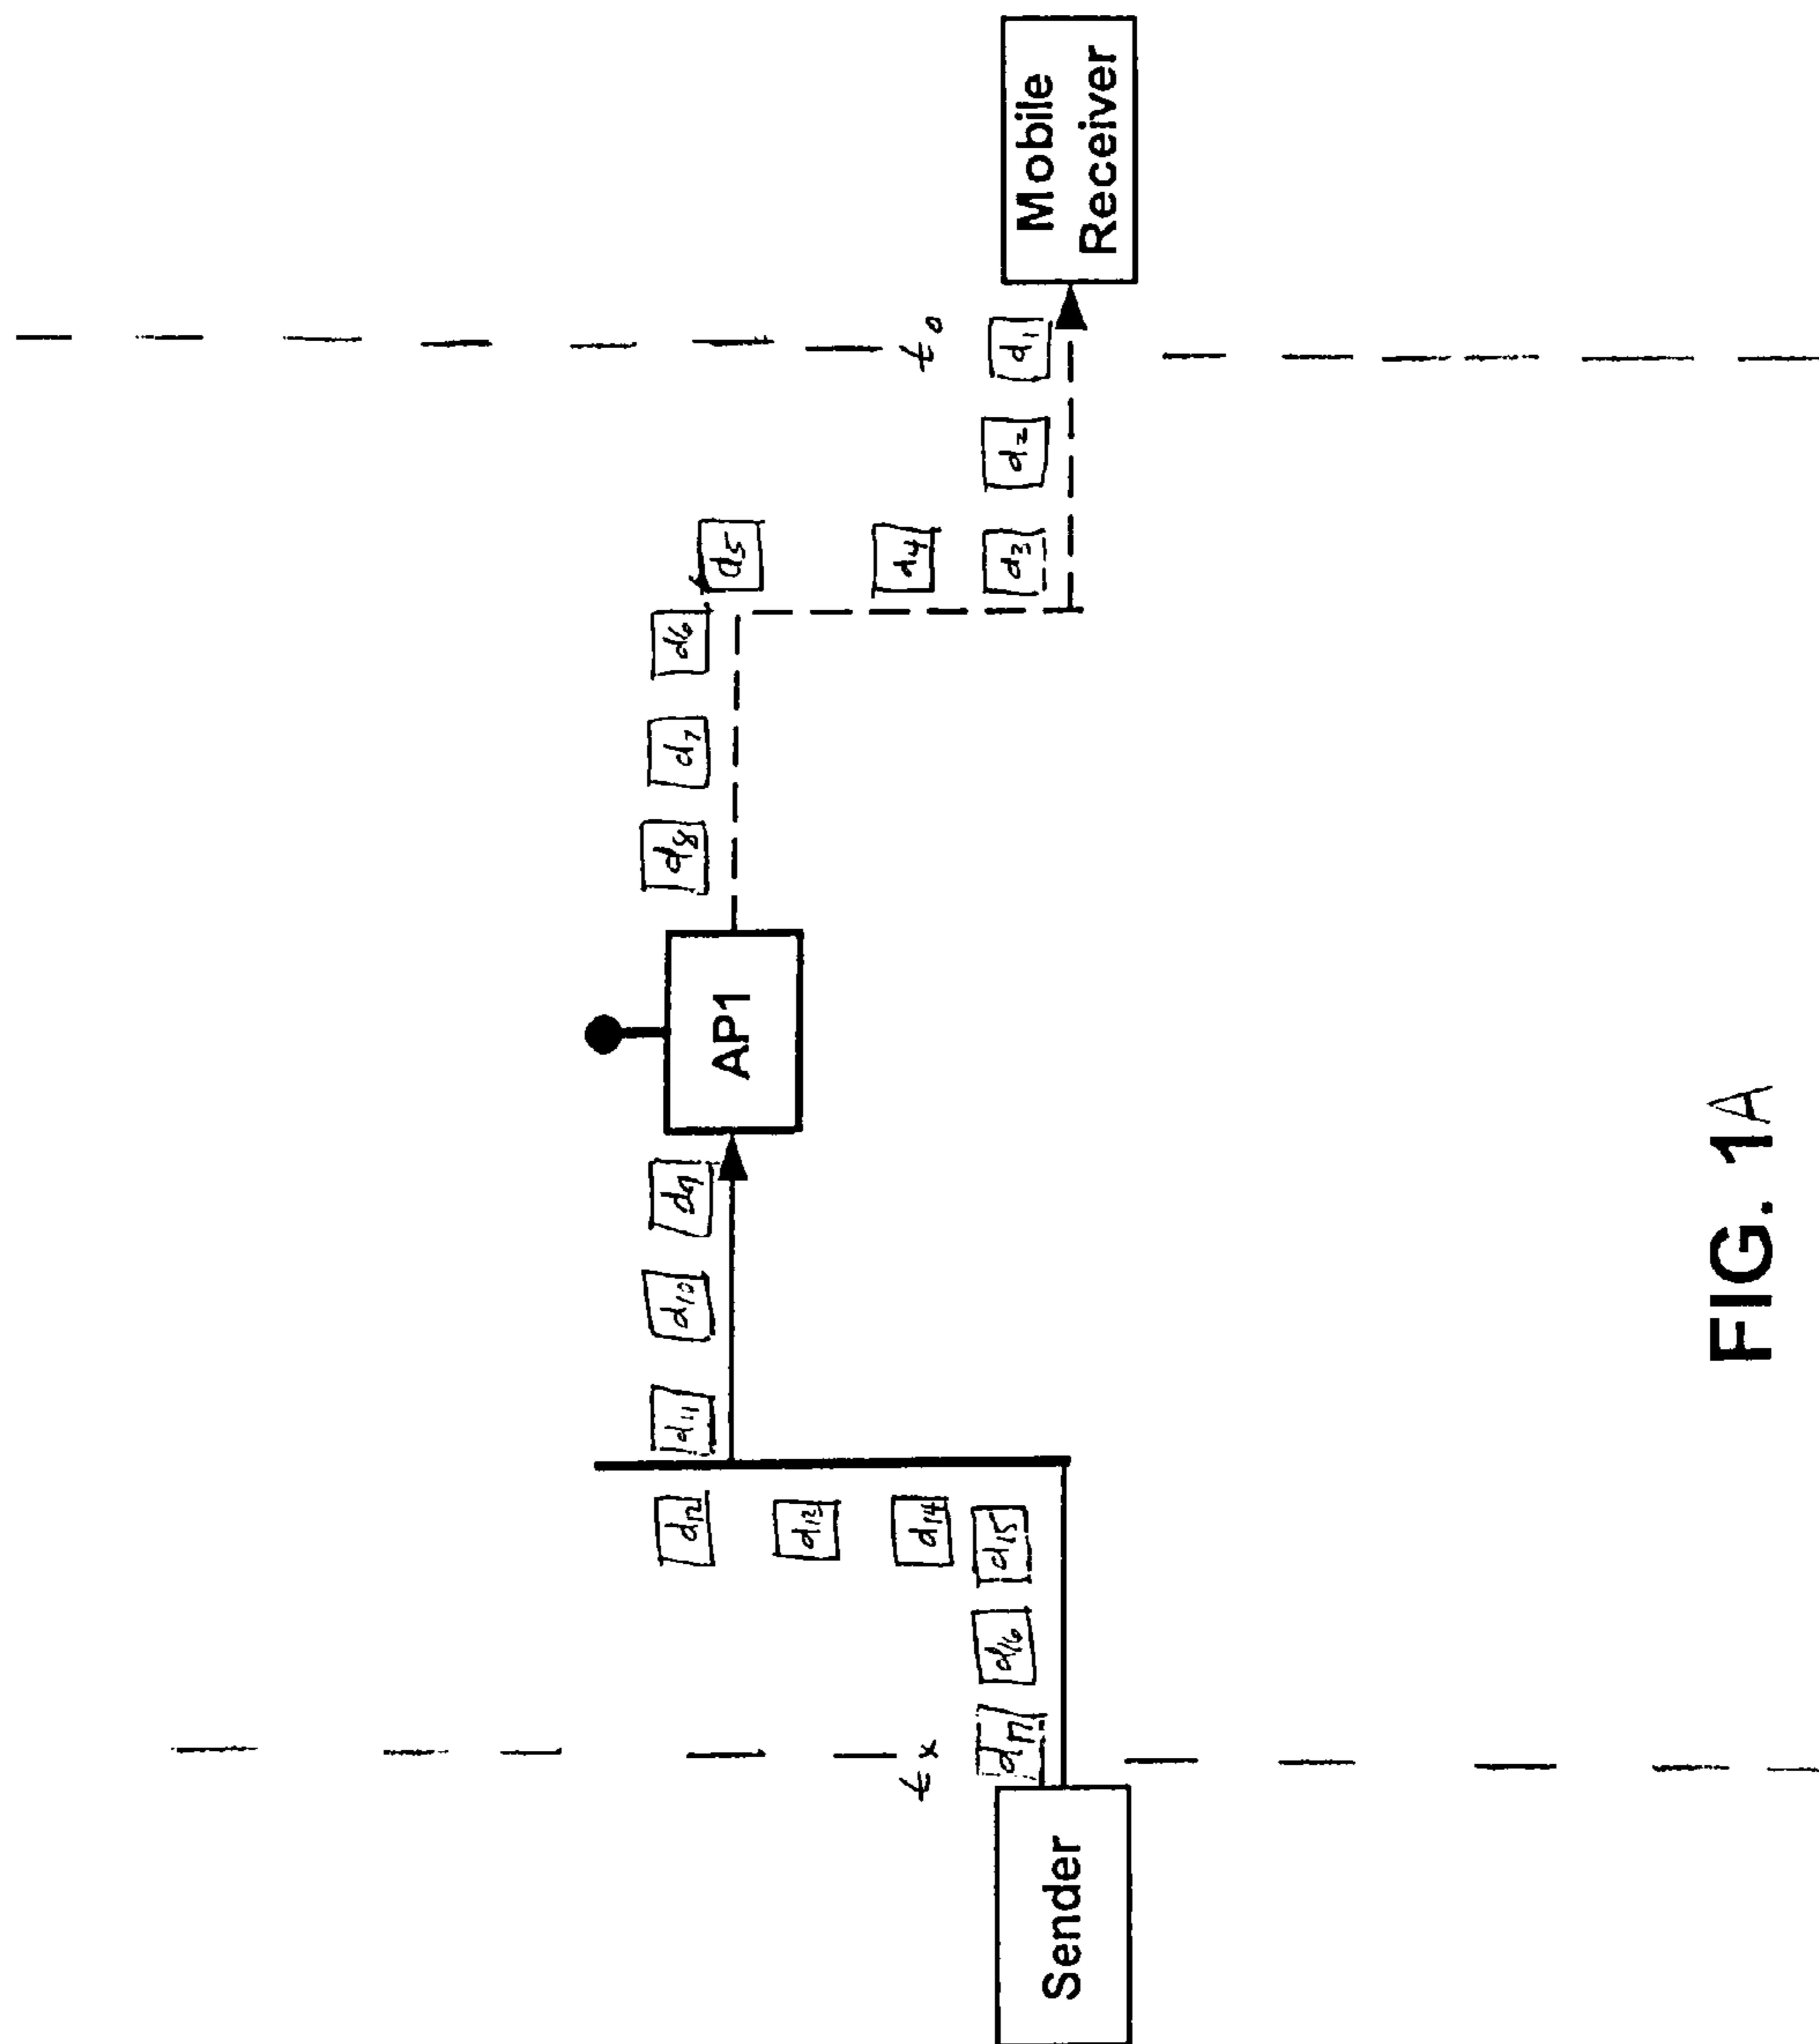 Sender
tx
d17
d16
d15
d14
d13
d12
d11
d10
d9
AP1
d8
d7
d6
d5
d4
d3
d2
d1
t0
Mobile
Receiver
FIG. 1A